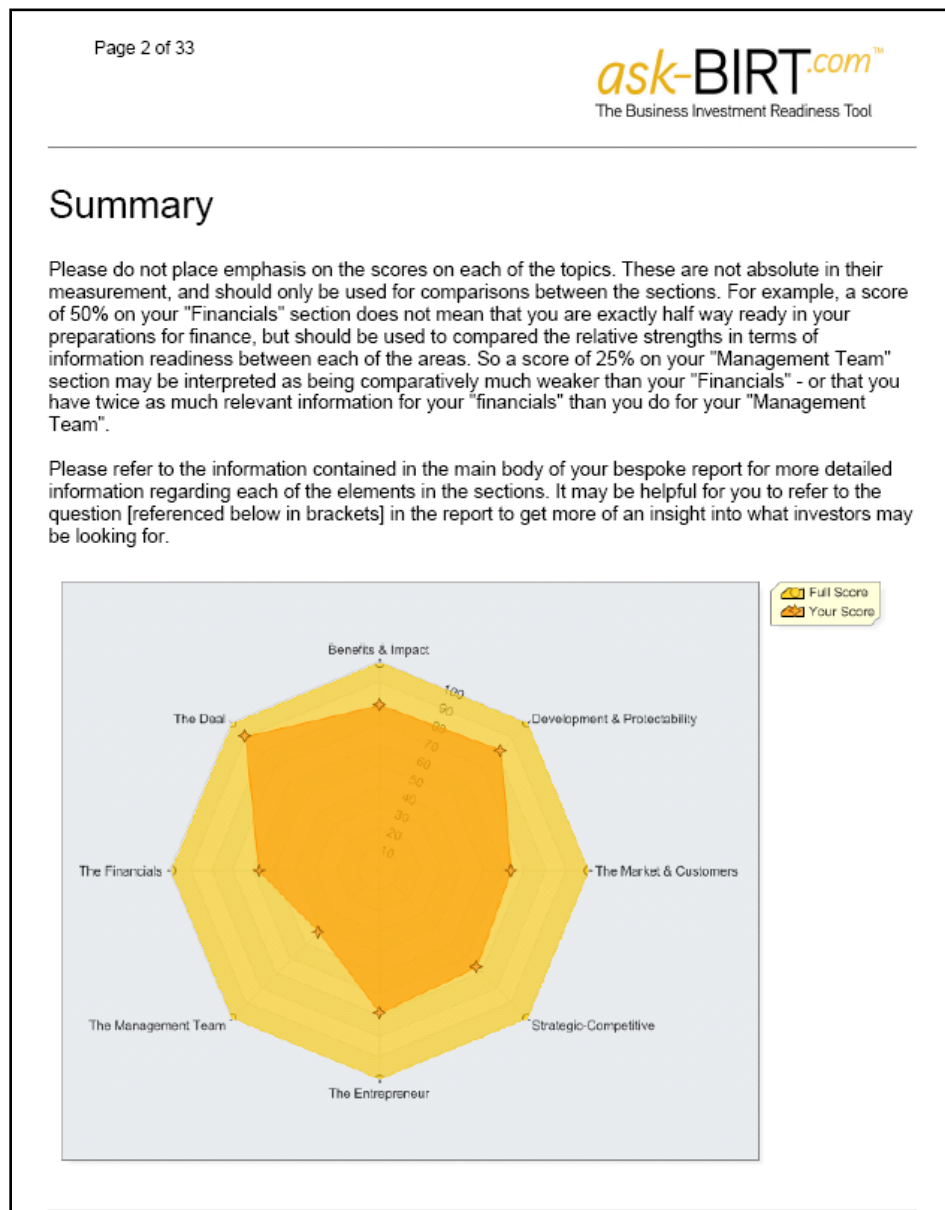 Page 2 of 33
ask-BIRT.com™
The Business Investment Readiness Tool
Summary
Please do not place emphasis on the scores on each of the topics. These are not absolute in their
measurement, and should only be used for comparisons between the sections. For example, a score
of 50% on your "Financials" section does not mean that you are exactly half way ready in your
preparations for finance, but should be used to compared the relative strengths in terms of
information readiness between each of the areas. So a score of 25% on your "Management Team"
section may be interpreted as being comparatively much weaker than your "Financials" - or that you
have twice as much relevant information for your "financials" than you do for your "Management
Team".
Please refer to the information contained in the main body of your bespoke report for more detailed
information regarding each of the elements in the sections. It may be helpful for you to refer to the
question [referenced below in brackets] in the report to get more of an insight into what investors may
be looking for.
Full Score
Your Score
Benefits & Impact
100
90
80
70
60
50
40
30
20
10
The Deal
Development & Protectability
The Financials
The Market & Customers
The Management Team
Strategic-Competitive
The Entrepreneur